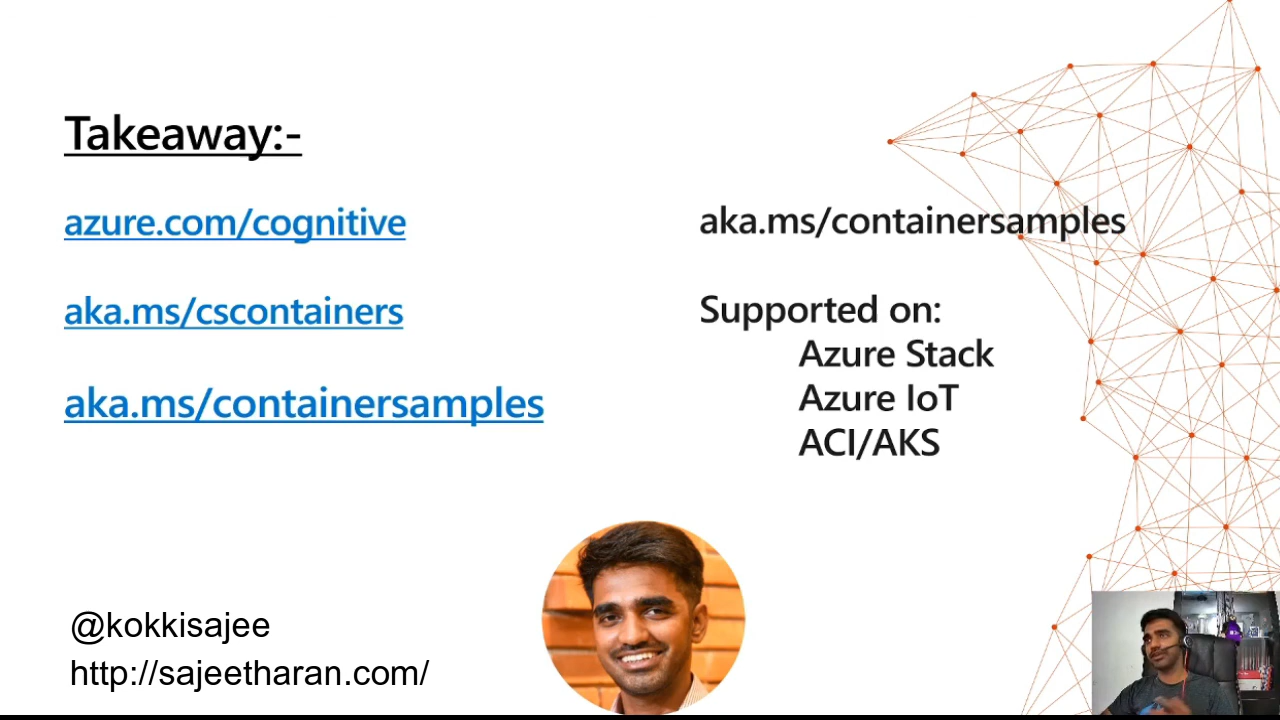 Takeaway:-
azure.com/cognitive
aka.ms/cscontainers
aka.ms/containersamples
aka.ms/containersamples
Supported on:
Azure Stack
Azure IoT
ACI/AKS
@kokkisajee
http://sajeetharan.com/